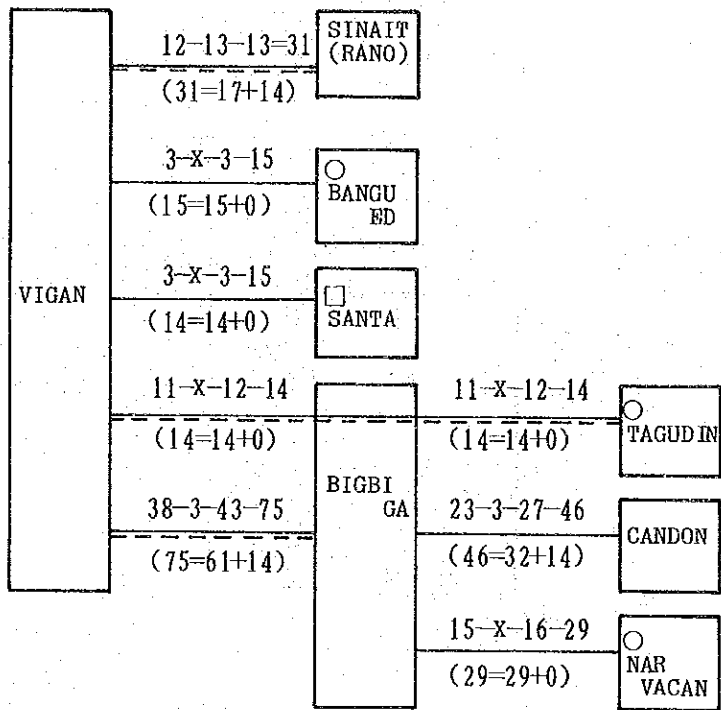 12-13-13=31
SINAIT
(RANO)
(31=17+14)
3-X-3-15
(15=15+0)
BANGU
ED
3-X-3-15
VIGAN
(14=14+0)
SANTA
11-X-12-14
11-X-12-14
(14=14+0)
(14=14+0)
TAGUDIN
BIGBI
GA
38-3-43-75
23-3-27-46
CANDON
(75=61+14)
(46=32+14)
15-X-16-29
(29=29+0)
NAR
VACAN